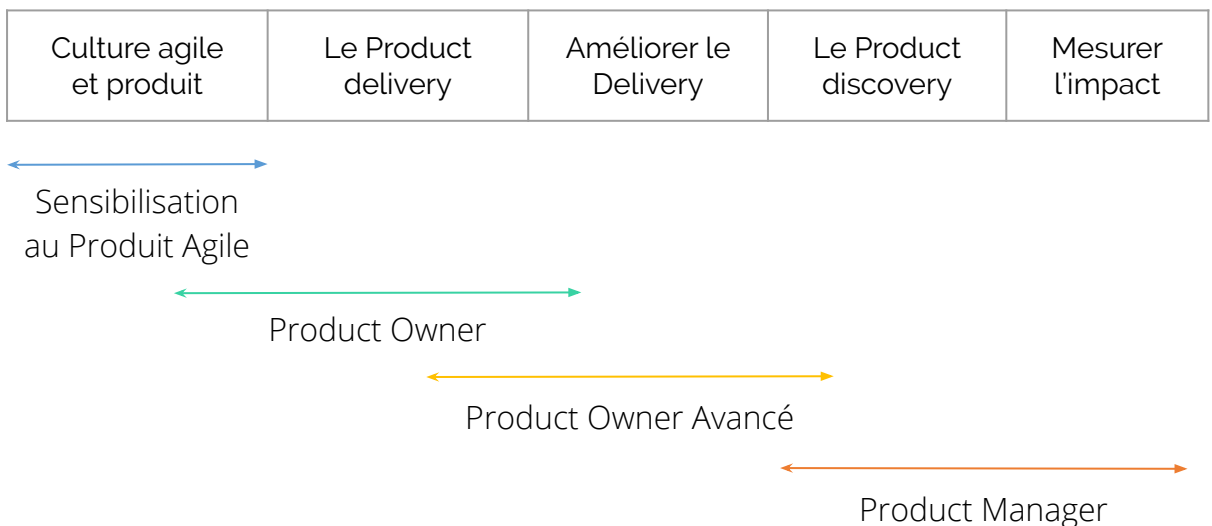 Culture agile
et produit
Le Product
delivery
Améliorer le
Delivery
Le Product
discovery
Mesurer
l'impact
Sensibilisation
au Produit Agile
Product Owner
Product Owner Avancé
Product Manager